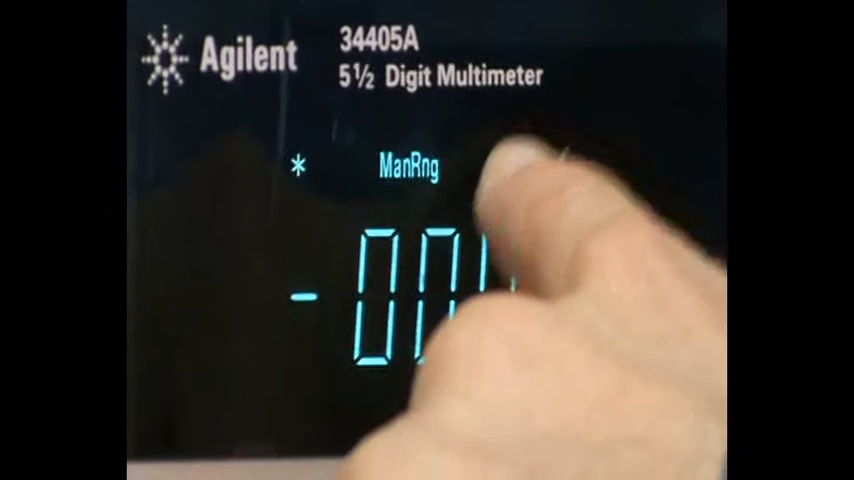 Agilent
34405A
5½ Digit Multimeter
* ManRng
-00